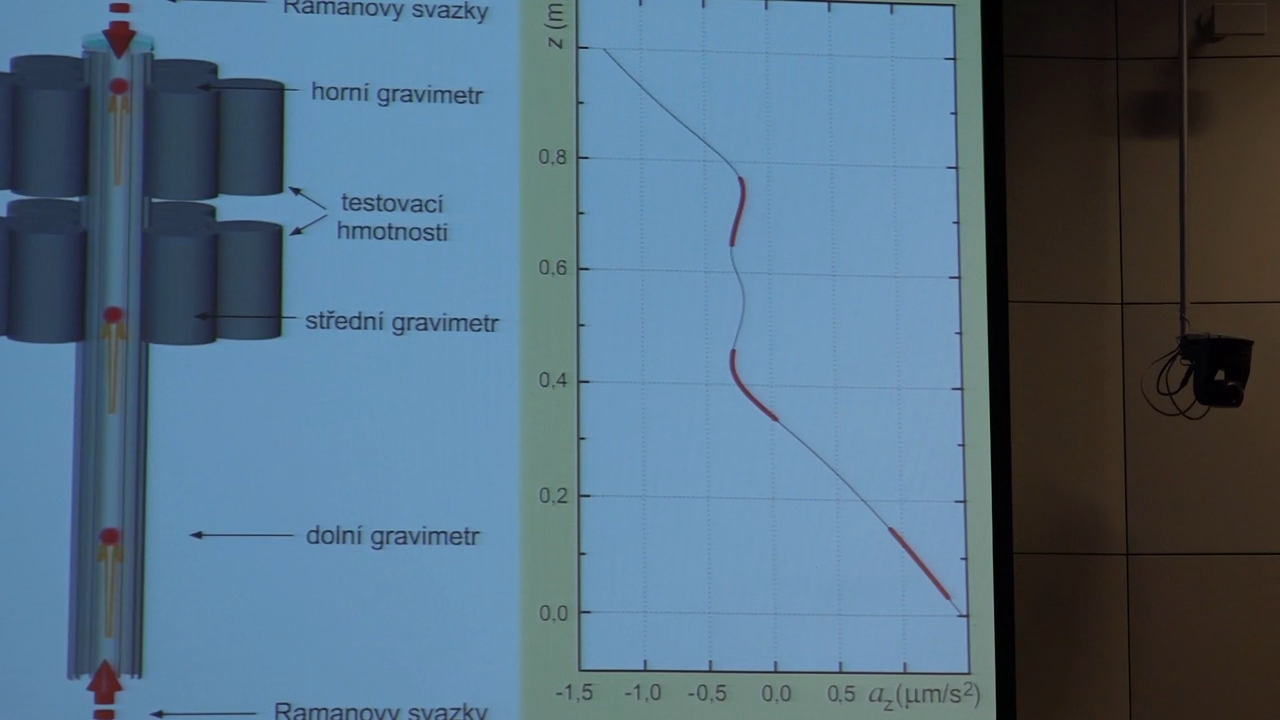 Ramanovy svazky
horní gravimetr
testovací
hmotnosti
střední gravimetr
dolní gravimetr
Ramanovy svazky
z (m
0,8
0,6
0,4
0,2
0,0
-1,5 -1,0 -0,5 0,0 0,5 az(μm/s²)